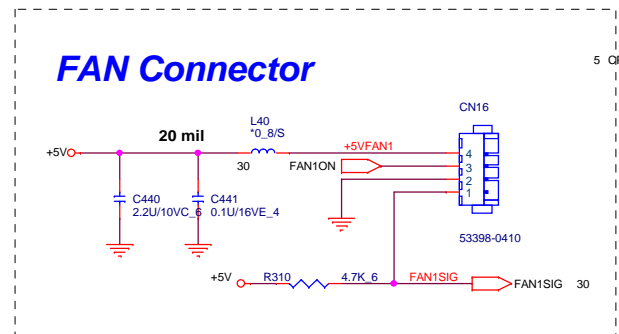 FAN Connector
5
CN16
L40
*0_8/S
20 mil
+5V
+5VFAN1
30
FAN1ON
4
3
2
1
C440
2.2U/10VC_6
C441
0.1U/16VE_4
53398-0410
+5V
R310
4.7K_6
FAN1SIG
FAN1SIG
30